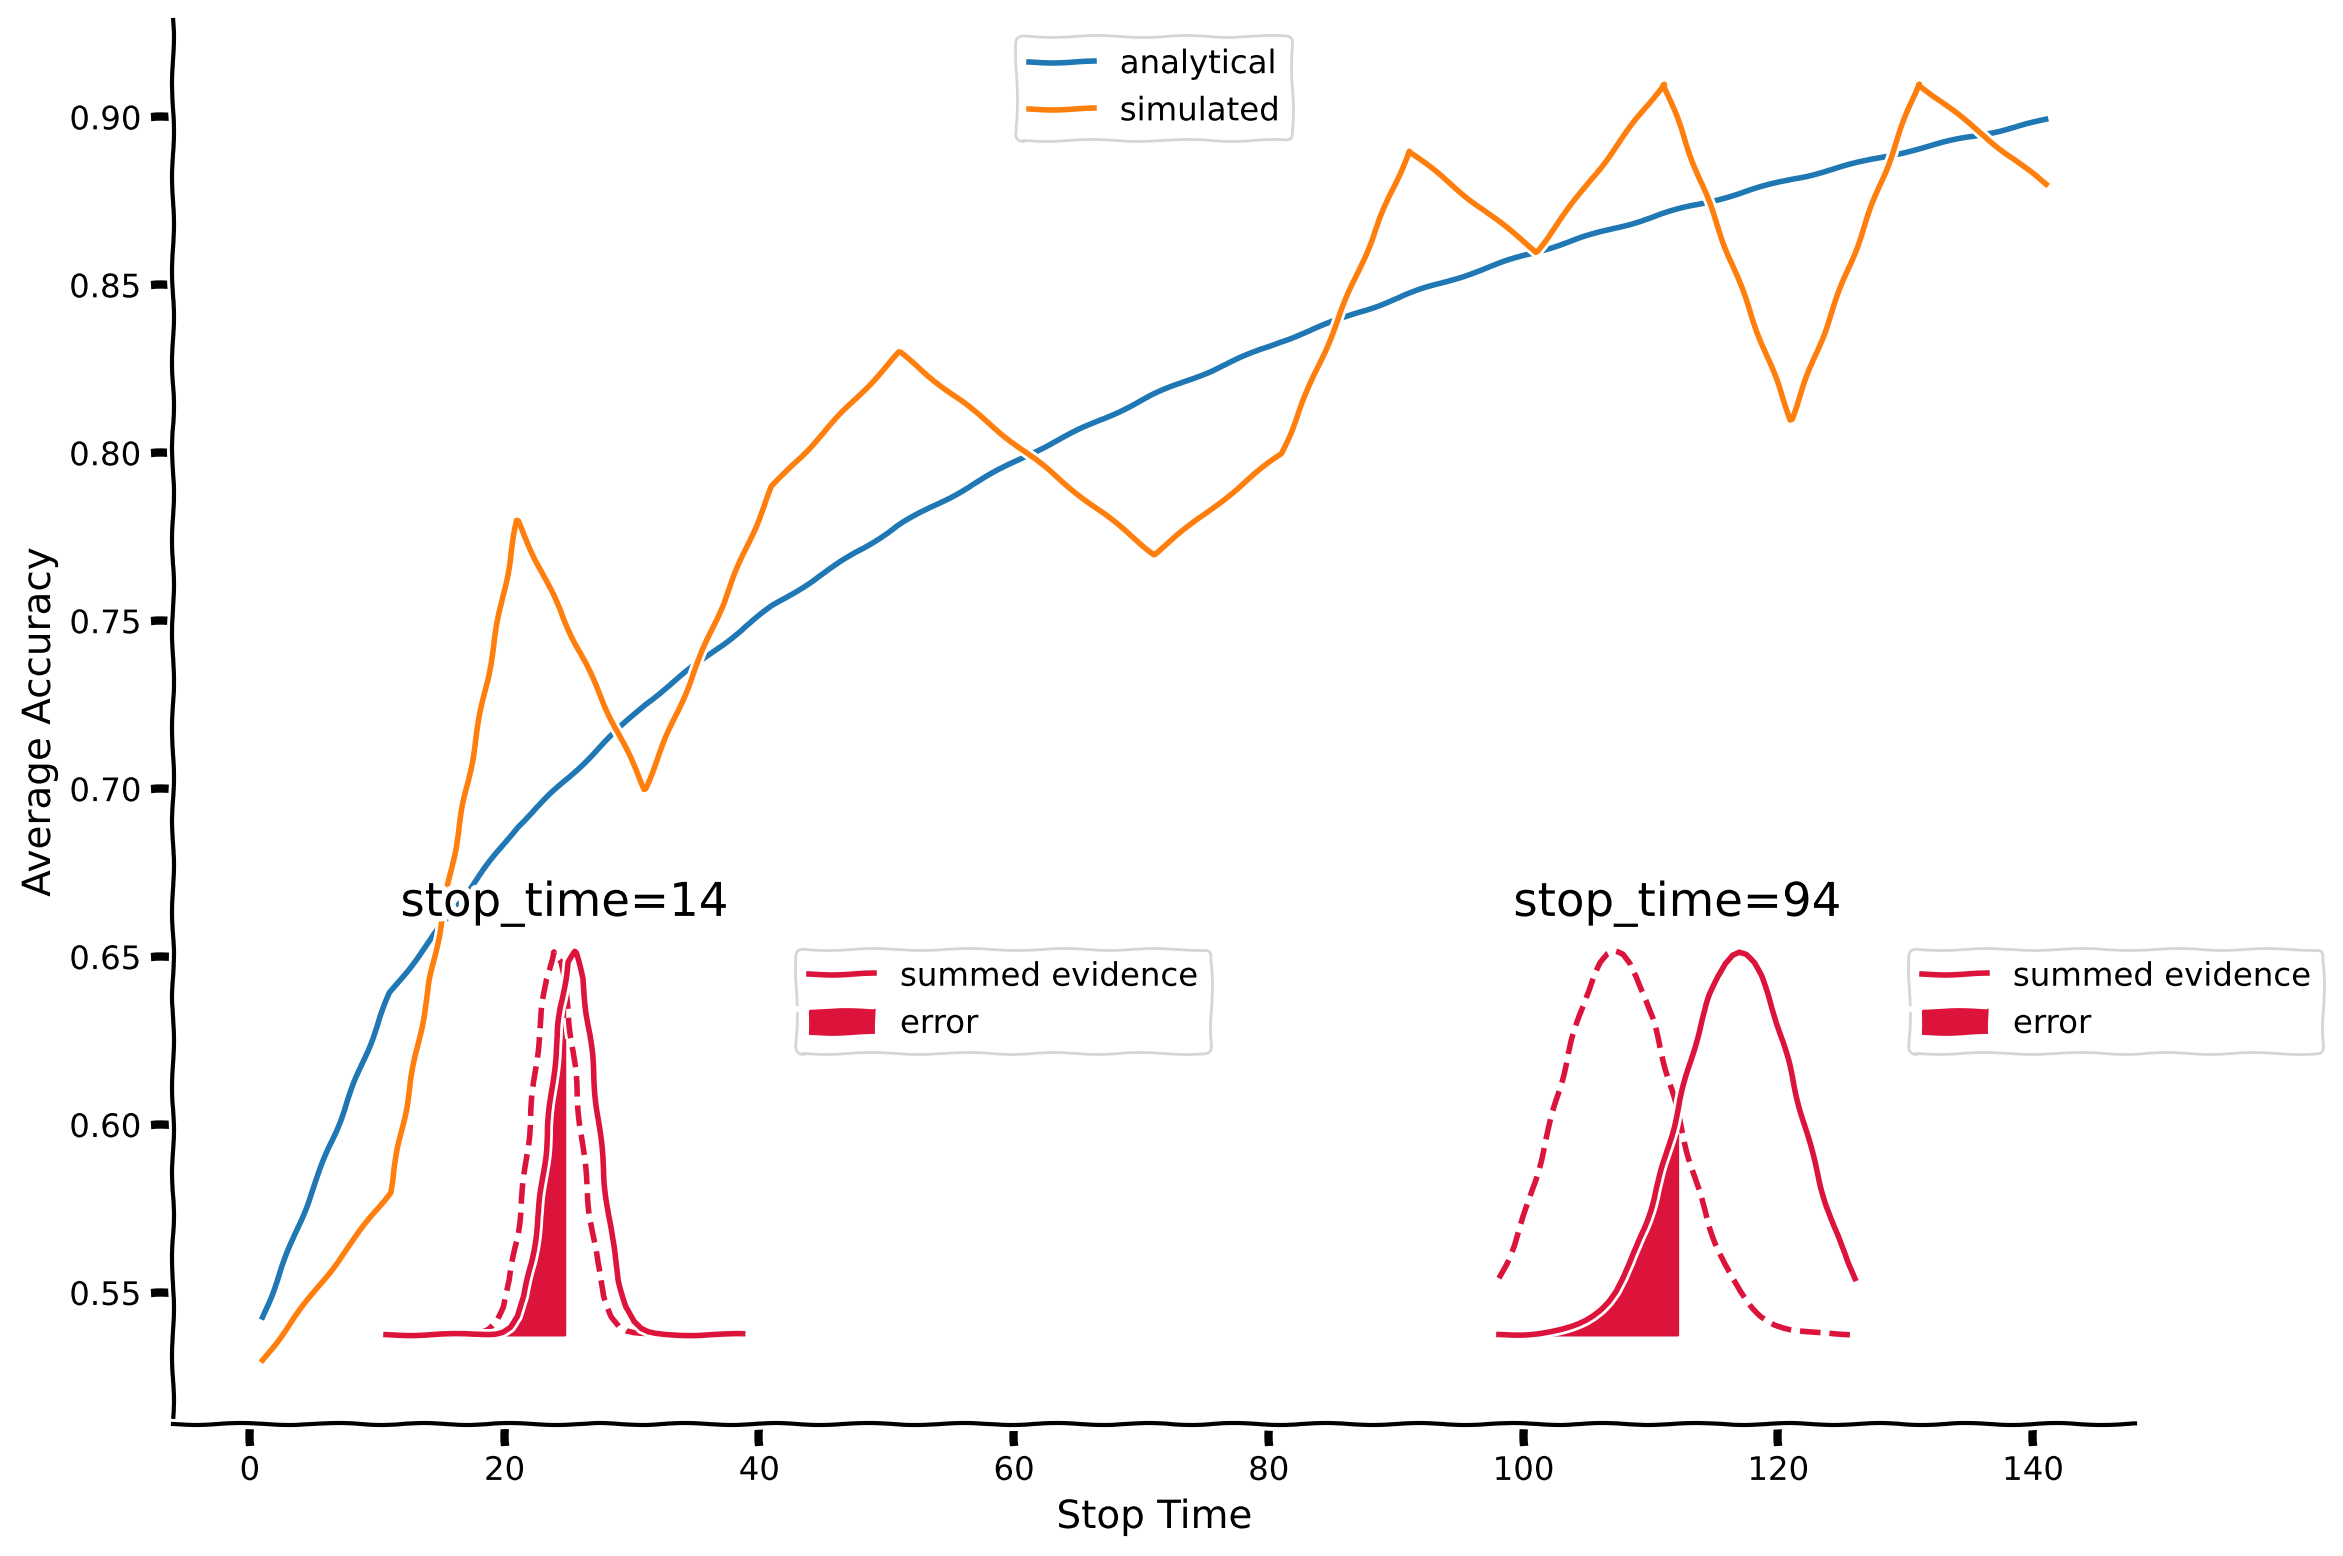 analytical
simulated
0.90
0.85
0.80
0.75
0.70
0.65
0.60
0.55
Average Accuracy
stop_time=14
summed evidence
error
stop_time=94
summed evidence
error
0 20 40 60 80 100 120 140
Stop Time